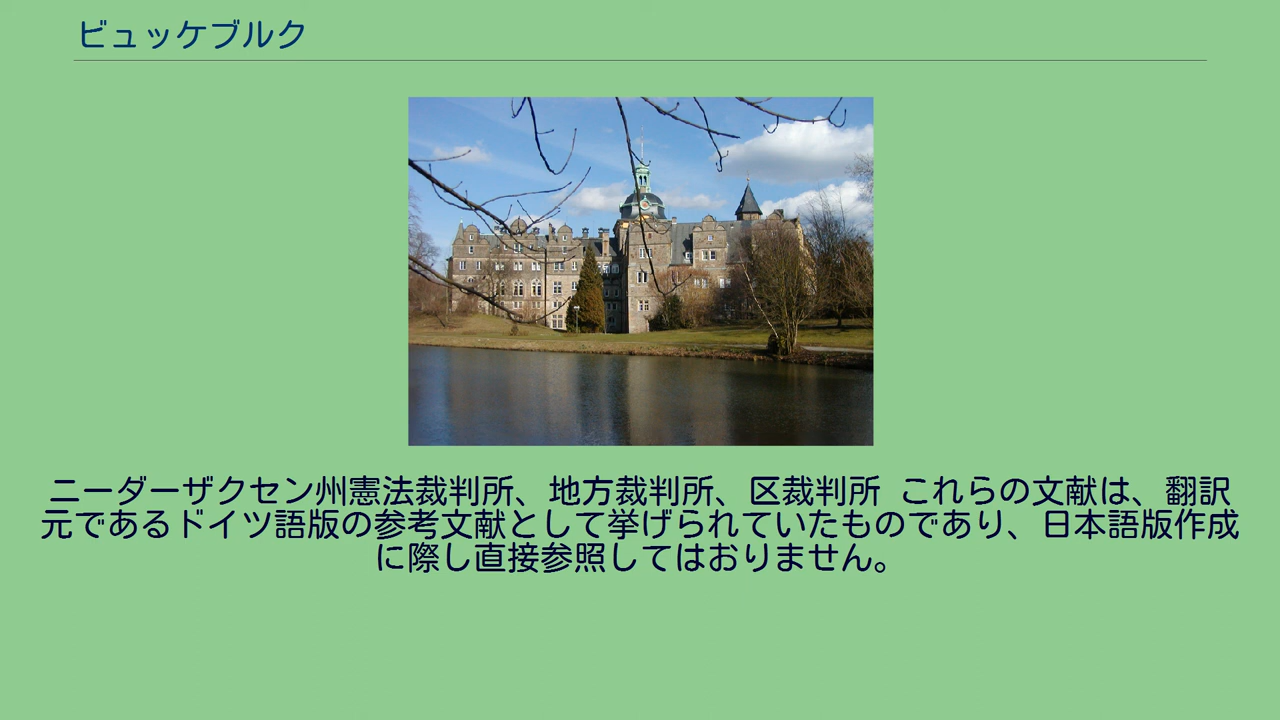 ビュッケブルク
ニーダーザクセン州憲法裁判所、地方裁判所、区裁判所 これらの文献は、翻訳
元であるドイツ語版の参考文献として挙げられていたものであり、日本語版作成
に際し直接参照してはおりません。